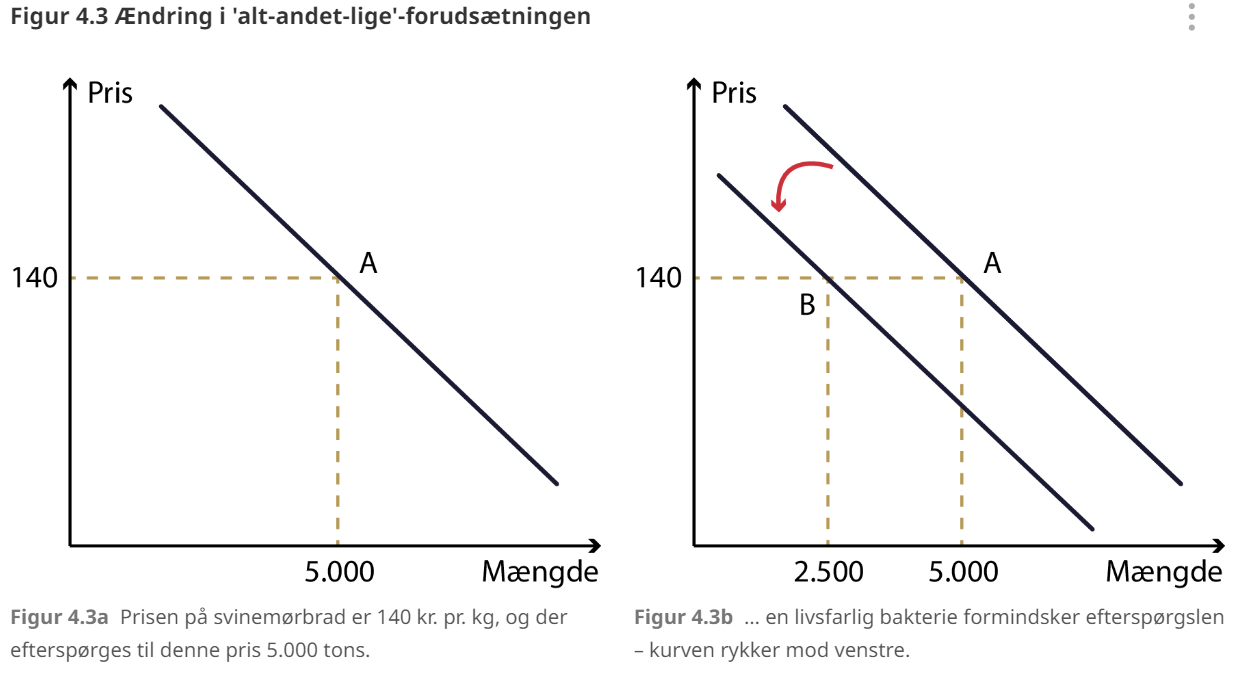 Figur 4.3 Ændring i 'alt-andet-lige'-forudsætningen
Pris
A
140
5.000
Mængde
Figur 4.3a Prisen på svinemørbrad er 140 kr. pr. kg, og der
efterspørges til denne pris 5.000 tons.
Pris
A
140
B
2.500
5.000
Mængde
Figur 4.3b ... en livsfarlig bakterie formindsker efterspørgslen
– kurven rykker mod venstre.